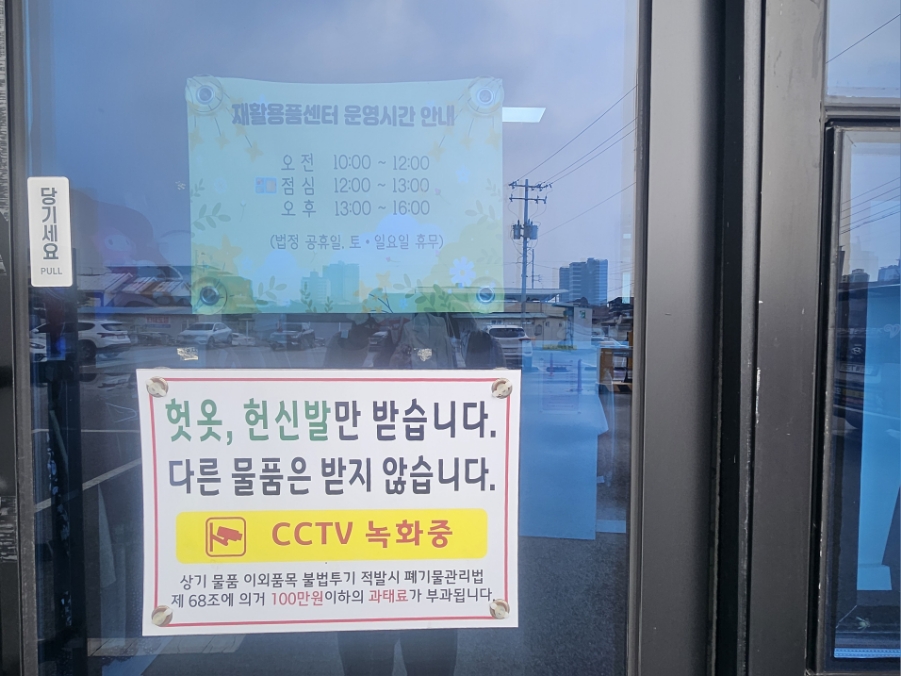 재활용품센터 운영시간 안내
오 전 10:00 ~ 12:00
점 심 12:00 ~ 13:00
오 후 13:00 ~ 16:00
(법정 공휴일, 토·일요일 휴무)
당기세요
PULL
헛옷, 헌신발만 받습니다.
다른 물품은 받지 않습니다.
CCTV 녹화중
상기 물품 이외품목 불법투기 적발시 폐기물관리법
제 68조에 의거 100만원이하의 과태료가 부과됩니다.